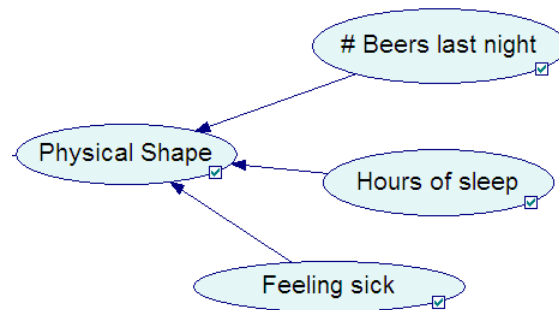 # Beers last night
Physical Shape
Hours of sleep
Feeling sick